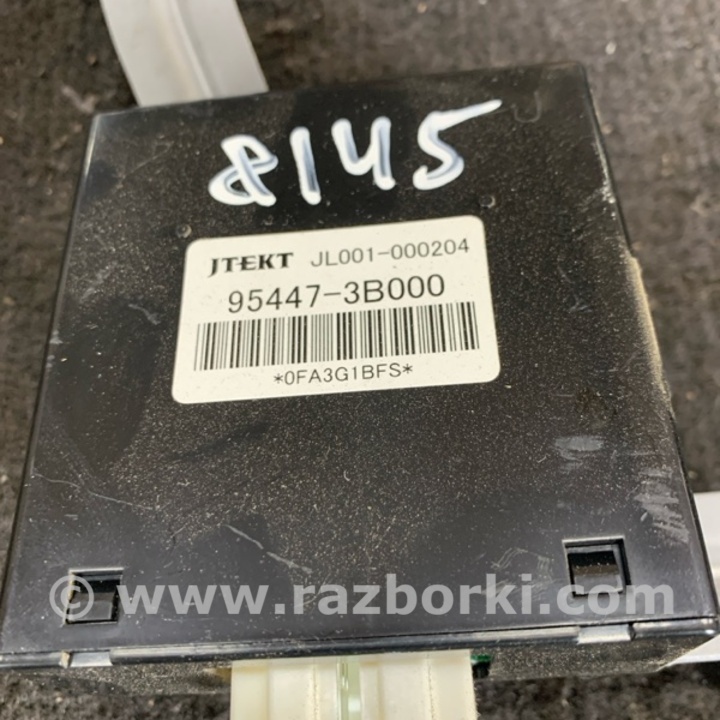 8145
JTEKT JL001-000204
95447-3B000
*0FA3G1BFS*
© www.razborki.com